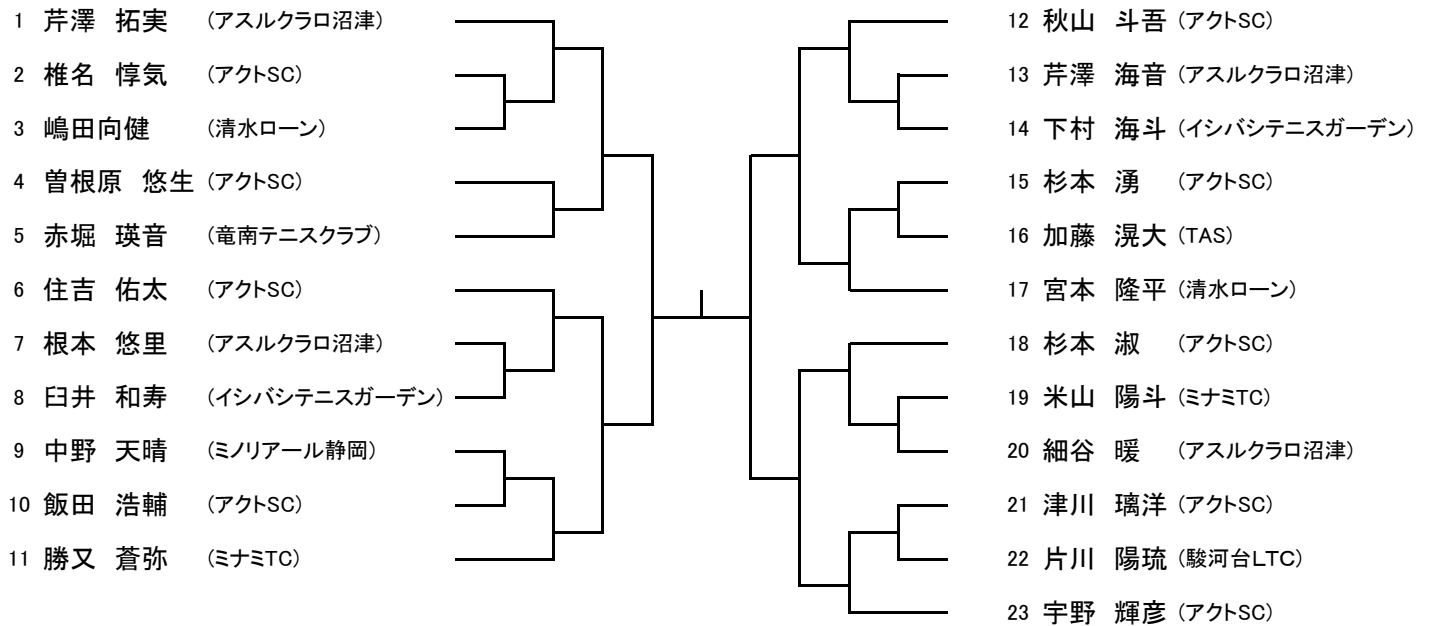 1 芹澤 拓実 (アスルクラロ沼津)
2 椎名 惇気 (アクトSC)
3 嶋田向健 (清水ローン)
4 曽根原 悠生 (アクトSC)
5 赤堀 瑛音 (竜南テニスクラブ)
6 住吉 佑太 (アクトSC)
7 根本 悠里 (アスルクラロ沼津)
8 臼井 和寿 (イシバシテニスガーデン)
9 中野 天晴 (ミノリアール静岡)
10 飯田 浩輔 (アクトSC)
11 勝又 蒼弥 (ミナミTC)
12 秋山 斗吾 (アクトSC)
13 芹澤 海音 (アスルクラロ沼津)
14 下村 海斗 (イシバシテニスガーデン)
15 杉本 湧 (アクトSC)
16 加藤 滉大 (TAS)
17 宮本 隆平 (清水ローン)
18 杉本 淑 (アクトSC)
19 米山 陽斗 (ミナミTC)
20 細谷 暖 (アスルクラロ沼津)
21 津川 璃洋 (アクトSC)
22 片川 陽琉 (駿河台LTC)
23 宇野 輝彦 (アクトSC)